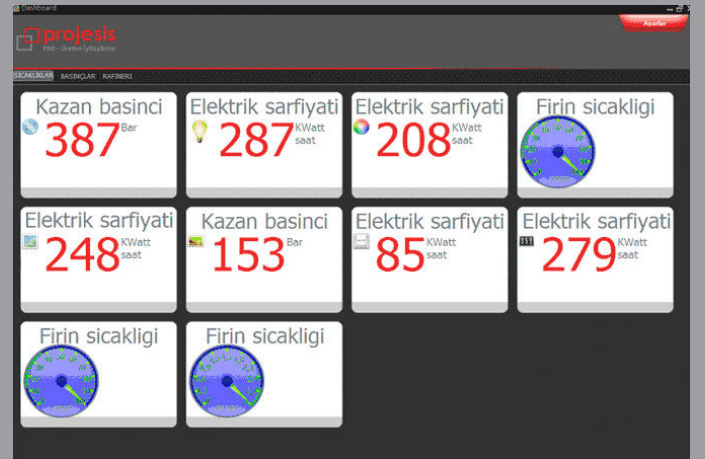 Dashboard
Ayarlar
projesis
SICAKLIKLAR BASINÇLAR RAFINERI
Kazan basinci
387 Bar
Elektrik sarfiyati
287 KWatt
saat
Elektrik sarfiyati
208 KWatt
saat
Firin sicakligi
Elektrik sarfiyati
248 KWatt
saat
Kazan basinci
153 Bar
Elektrik sarfiyati
85 KWatt
saat
Elektrik sarfiyati
279 KWatt
saat
Firin sicakligi
Firin sicakligi